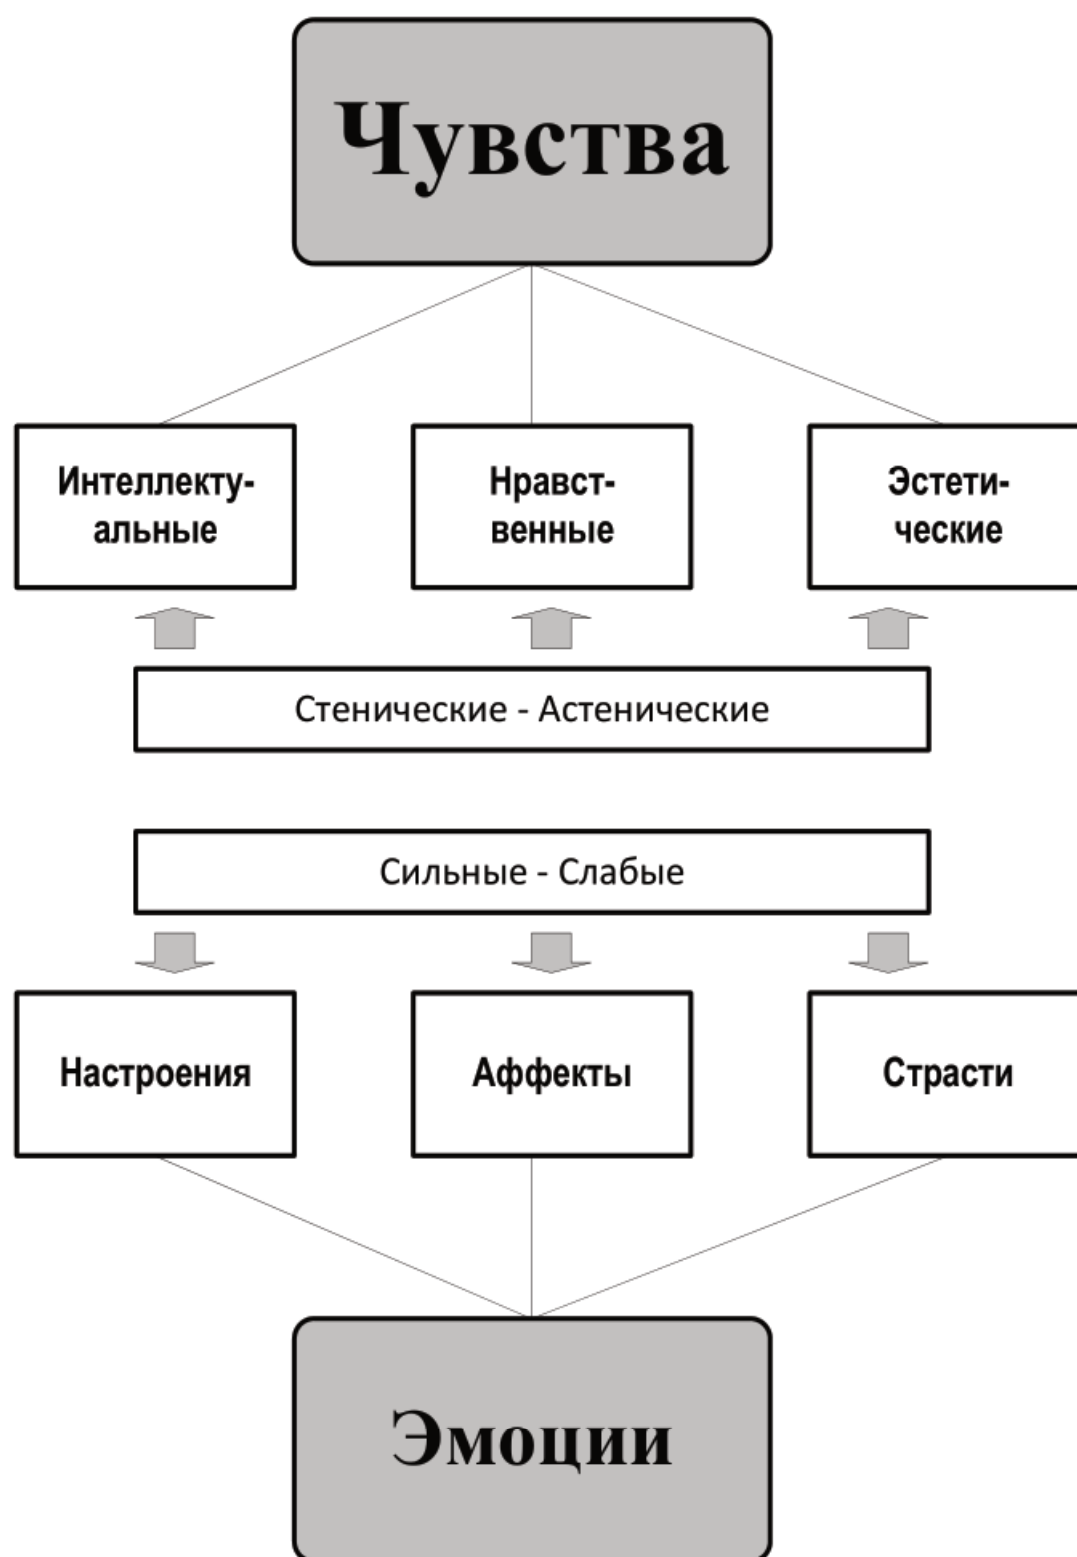 Чувства
Интеллекту-
альные
Нравст-
венные
Эстети-
ческие
Стенические - Астенические
Сильные - Слабые
Настроения
Аффекты
Страсти
Эмоции